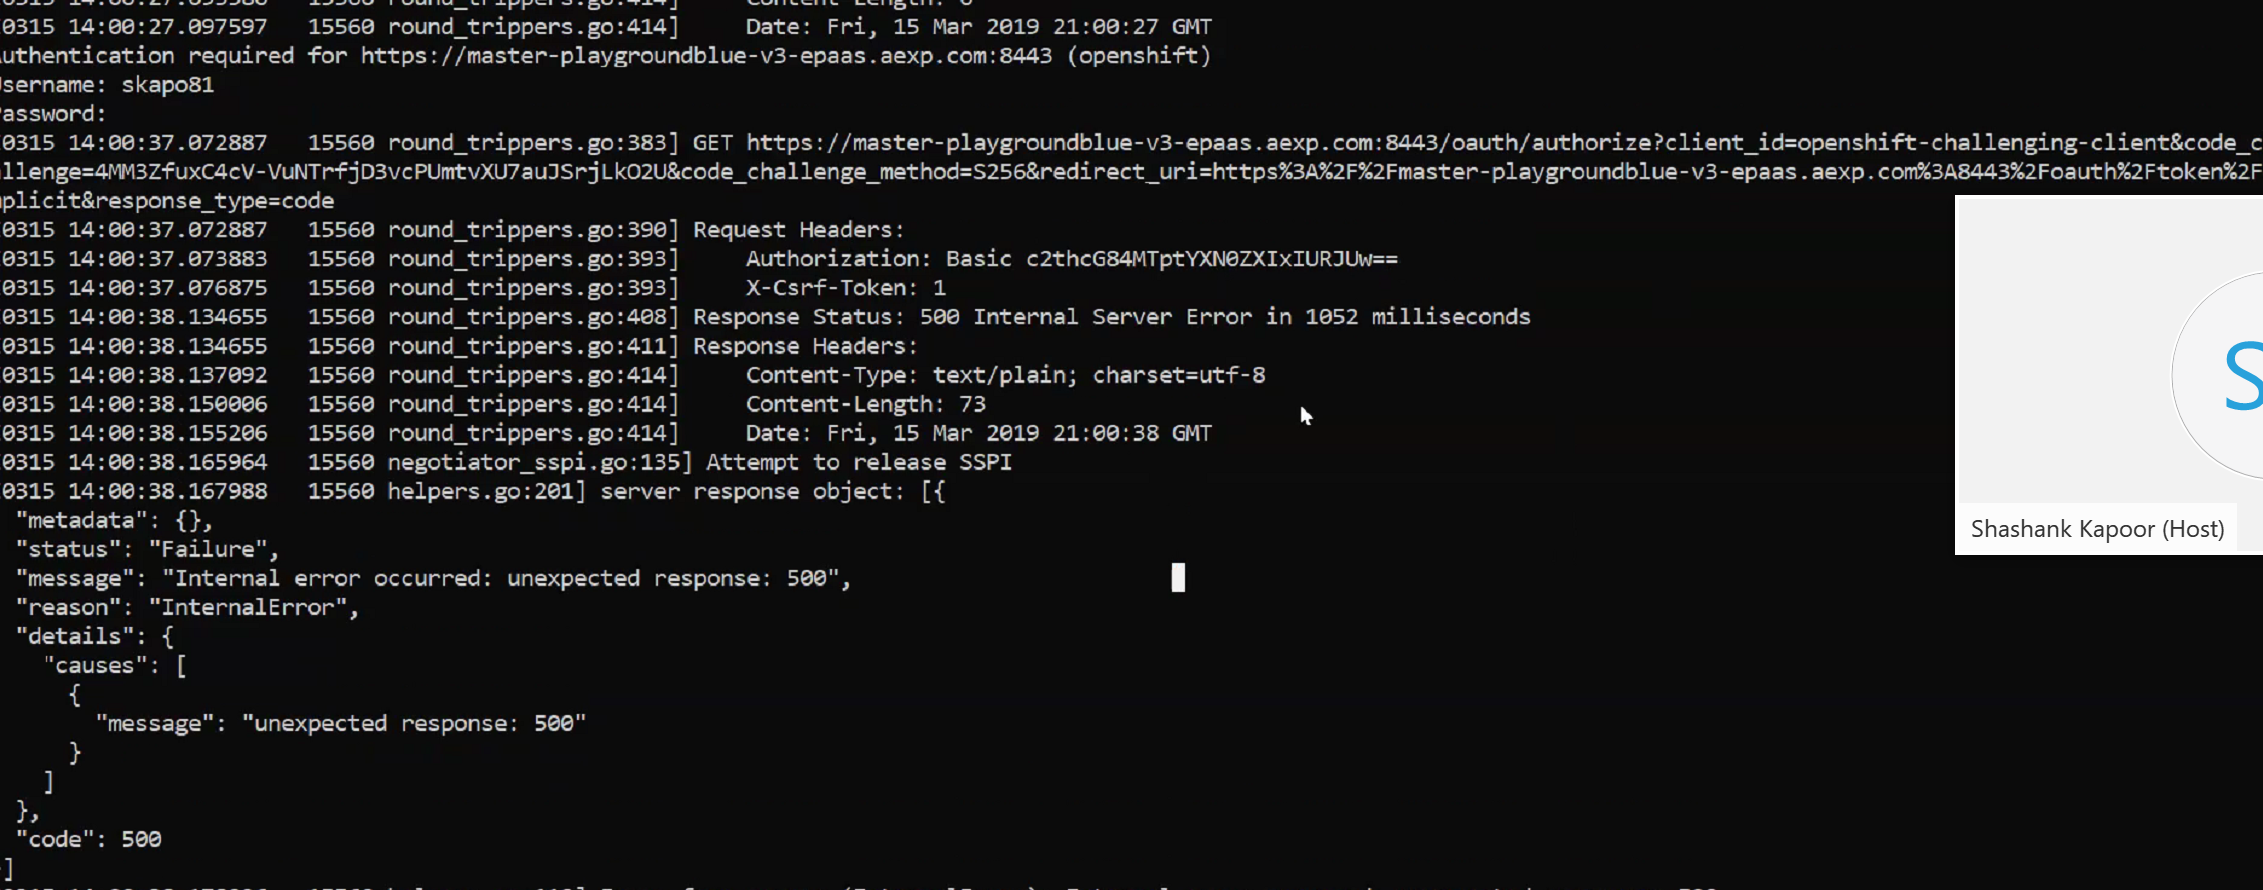 0315 14:00:27.097597   15560 round_trippers.go:414]     Date: Fri, 15 Mar 2019 21:00:27 GMT
uthentication required for https://master-playgroundblue-v3-epaas.aexp.com:8443 (openshift)
sername: skapo81
assword:
0315 14:00:37.072887   15560 round_trippers.go:383] GET https://master-playgroundblue-v3-epaas.aexp.com:8443/oauth/authorize?client_id=openshift-challenging-client&code_c
llenge=4MM3ZfuxC4cV-VuNTrfjD3vcPUmtvXU7auJSrjLkO2U&code_challenge_method=S256&redirect_uri=https%3A%2F%2Fmaster-playgroundblue-v3-epaas.aexp.com%3A8443%2Foauth%2Ftoken%2F
plicit&response_type=code
0315 14:00:37.072887   15560 round_trippers.go:390] Request Headers:
0315 14:00:37.073883   15560 round_trippers.go:393]     Authorization: Basic c2thcG84MTptYXN0ZXIxIURJUw==
0315 14:00:37.076875   15560 round_trippers.go:393]     X-Csrf-Token: 1
0315 14:00:38.134655   15560 round_trippers.go:408] Response Status: 500 Internal Server Error in 1052 milliseconds
0315 14:00:38.134655   15560 round_trippers.go:411] Response Headers:
0315 14:00:38.137092   15560 round_trippers.go:414]     Content-Type: text/plain; charset=utf-8
0315 14:00:38.150006   15560 round_trippers.go:414]     Content-Length: 73
0315 14:00:38.155206   15560 round_trippers.go:414]     Date: Fri, 15 Mar 2019 21:00:38 GMT
0315 14:00:38.165964   15560 negotiator_sspi.go:135] Attempt to release SSPI
0315 14:00:38.167988   15560 helpers.go:201] server response object: [{
"metadata": {},
"status": "Failure",
"message": "Internal error occurred: unexpected response: 500",
"reason": "InternalError",
"details": {
"causes": [
{
"message": "unexpected response: 500"
}
]
},
"code": 500
]
S
Shashank Kapoor (Host)